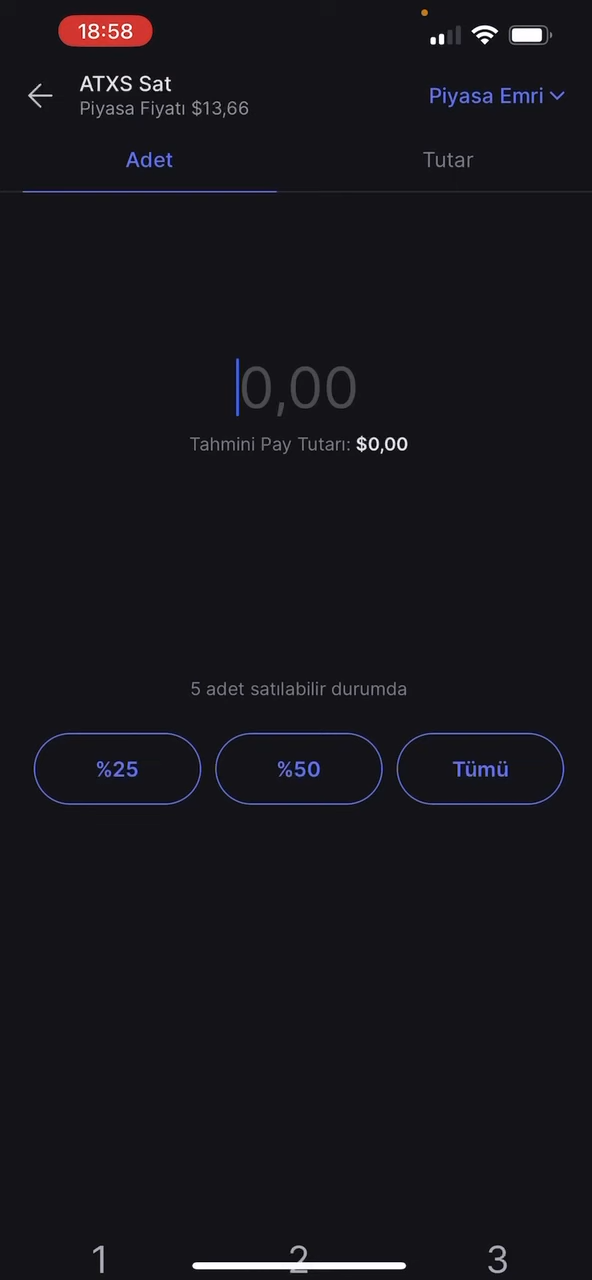 18:58
ATXS Sat
Piyasa Fiyatı $13,66
Piyasa Emri
Adet
Tutar
0,00
Tahmini Pay Tutarı: $0,00
5 adet satılabilir durumda
%25
%50
Tümü
1
2
3